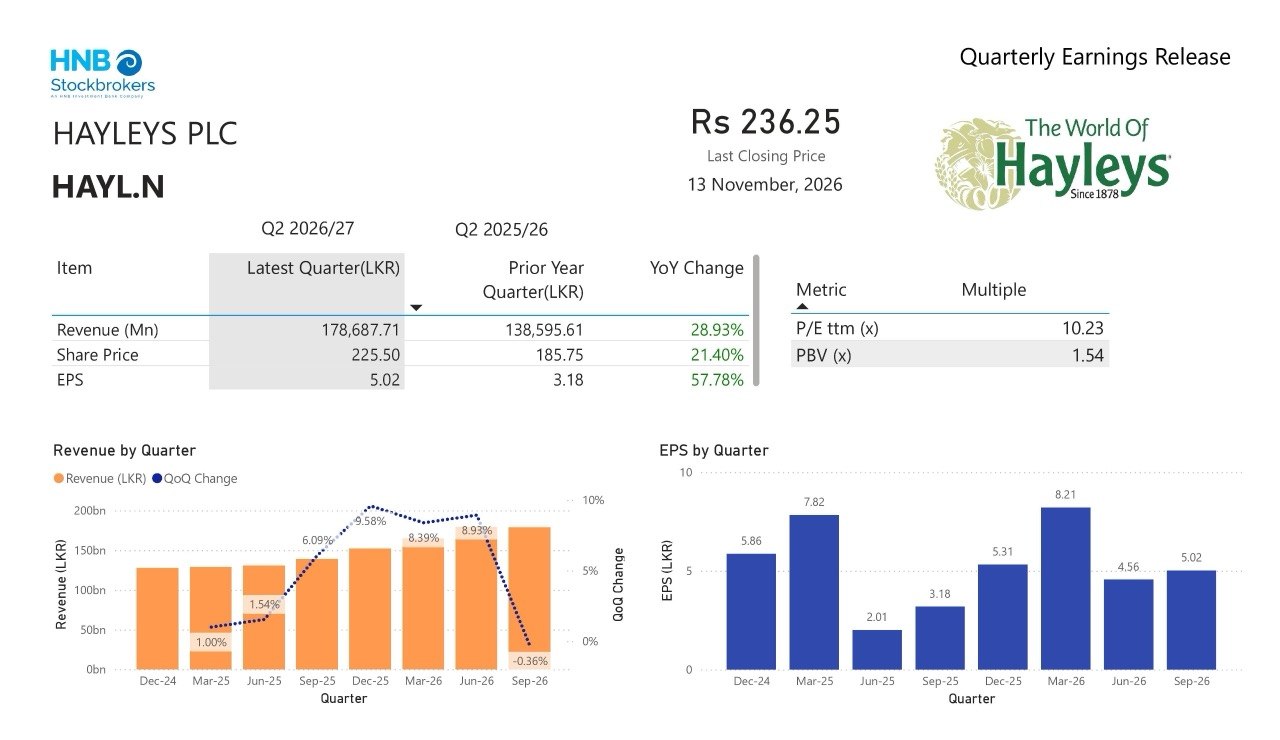 HNB
Stockbrokers
An HNB Investment Bank Company
Quarterly Earnings Release
HAYLEYS PLC
HAYL.N
Rs 236.25
Last Closing Price
13 November, 2026
The World Of
Hayleys
Since 1878
Q2 2026/27 Q2 2025/26
Item Latest Quarter(LKR) Prior Year Quarter(LKR) YoY Change
Revenue (Mn) 178,687.71 138,595.61 28.93%
Share Price 225.50 185.75 21.40%
EPS 5.02 3.18 57.78%
Metric Multiple
P/E ttm (x) 10.23
PBV (x) 1.54
Revenue by Quarter
Revenue (LKR) QoQ Change
Revenue (LKR)
200bn
150bn
100bn
50bn
0bn
1.00%
1.54%
6.09%
9.58%
8.39%
8.93%
-0.36%
10%
5%
0%
QoQ Change
Dec-24 Mar-25 Jun-25 Sep-25 Dec-25 Mar-26 Jun-26 Sep-26
Quarter
EPS by Quarter
EPS (LKR)
10
5
0
5.86
7.82
2.01
3.18
5.31
8.21
4.56
5.02
Dec-24 Mar-25 Jun-25 Sep-25 Dec-25 Mar-26 Jun-26 Sep-26
Quarter